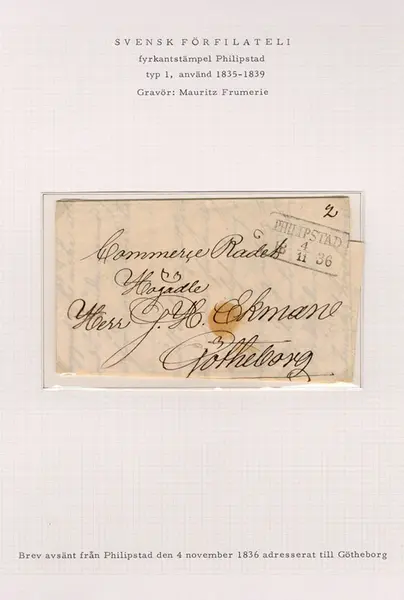 SVENSK FÖRFILATELI
fyrkantstämpel Philipstad
typ 1, använd 1835-1839
Gravör: Mauritz Frumerie
2
PHILIPSTAD
4
11 36
Commerçe Rådet
Högädle
Herr J. H. Ekman
Götheborg
Brev avsänt från Philipstad den 4 november 1836 adresserat till Götheborg